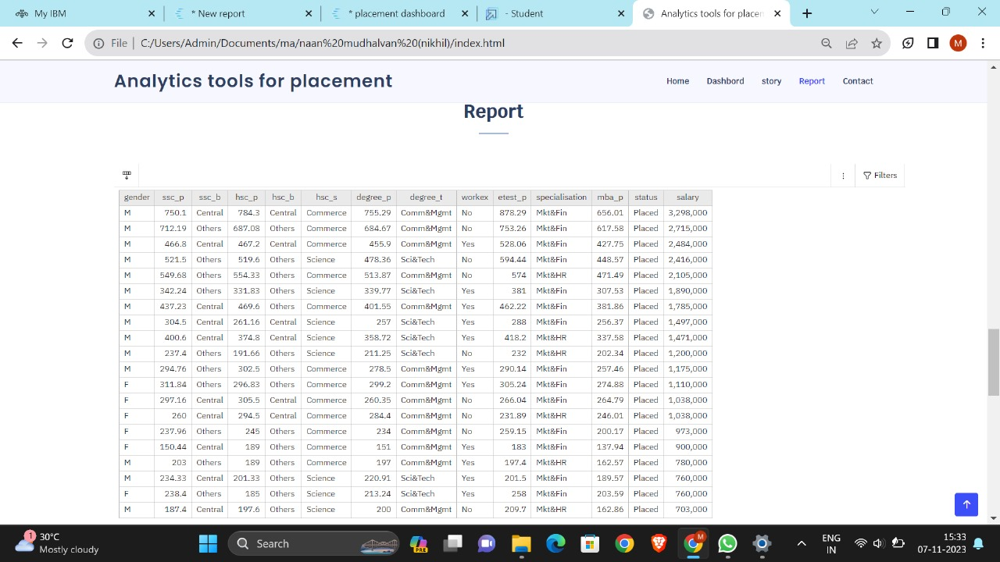 My IBM
* New report
* placement dashboard
- Student
Analytics tools for placem
File | C:/Users/Admin/Documents/ma/naan%20mudhalvan%20(nikhil)/index.html
M
Analytics tools for placement
Home Dashbord story Report Contact
Report
Filters
gender ssc_p ssc_b hsc_p hsc_b hsc_s degree_p degree_t workex etest_p specialisation mba_p status salary
M 750.1 Central 784.3 Central Commerce 755.29 Comm&Mgmt No 878.29 Mkt&Fin 656.01 Placed 3,298,000
M 712.19 Others 687.08 Others Commerce 684.67 Comm&Mgmt No 753.26 Mkt&Fin 617.58 Placed 2,715,000
M 466.8 Central 467.2 Central Commerce 455.9 Comm&Mgmt Yes 528.06 Mkt&Fin 427.75 Placed 2,484,000
M 521.5 Others 519.6 Others Science 478.36 Sci&Tech No 594.44 Mkt&Fin 448.57 Placed 2,416,000
M 549.68 Others 554.33 Others Commerce 513.87 Comm&Mgmt No 574 Mkt&HR 471.49 Placed 2,105,000
M 342.24 Others 331.83 Others Science 339.77 Sci&Tech Yes 381 Mkt&Fin 307.53 Placed 1,890,000
M 437.23 Central 469.6 Others Commerce 401.55 Comm&Mgmt Yes 462.22 Mkt&Fin 381.86 Placed 1,785,000
M 304.5 Central 261.16 Central Science 257 Sci&Tech Yes 288 Mkt&Fin 256.37 Placed 1,497,000
M 400.6 Central 374.8 Central Science 358.72 Sci&Tech Yes 418.2 Mkt&HR 337.58 Placed 1,471,000
M 237.4 Others 191.66 Others Science 211.25 Sci&Tech No 232 Mkt&HR 202.34 Placed 1,200,000
M 294.76 Others 302.5 Others Commerce 278.5 Comm&Mgmt Yes 290.14 Mkt&Fin 257.46 Placed 1,175,000
F 311.84 Others 296.83 Others Commerce 299.2 Comm&Mgmt Yes 305.24 Mkt&Fin 274.88 Placed 1,110,000
F 297.16 Central 305.5 Central Commerce 260.35 Comm&Mgmt No 266.04 Mkt&Fin 264.79 Placed 1,038,000
F 260 Central 294.5 Central Commerce 284.4 Comm&Mgmt No 231.89 Mkt&HR 246.01 Placed 1,038,000
F 237.96 Others 245 Others Commerce 234 Comm&Mgmt No 259.15 Mkt&Fin 200.17 Placed 973,000
F 150.44 Central 189 Others Commerce 151 Comm&Mgmt Yes 183 Mkt&Fin 137.94 Placed 900,000
M 203 Others 189 Others Commerce 197 Comm&Mgmt Yes 197.4 Mkt&HR 162.57 Placed 780,000
M 234.33 Central 201.33 Others Science 220.91 Sci&Tech Yes 201.5 Mkt&Fin 189.57 Placed 760,000
F 238.4 Others 185 Others Science 213.24 Sci&Tech Yes 258 Mkt&Fin 203.59 Placed 760,000
M 187.4 Central 197.6 Others Science 200 Comm&Mgmt No 209.7 Mkt&HR 162.86 Placed 703,000
1
30°C
Mostly cloudy
Search
PRE
M
ENG
IN
15:33
07-11-2023